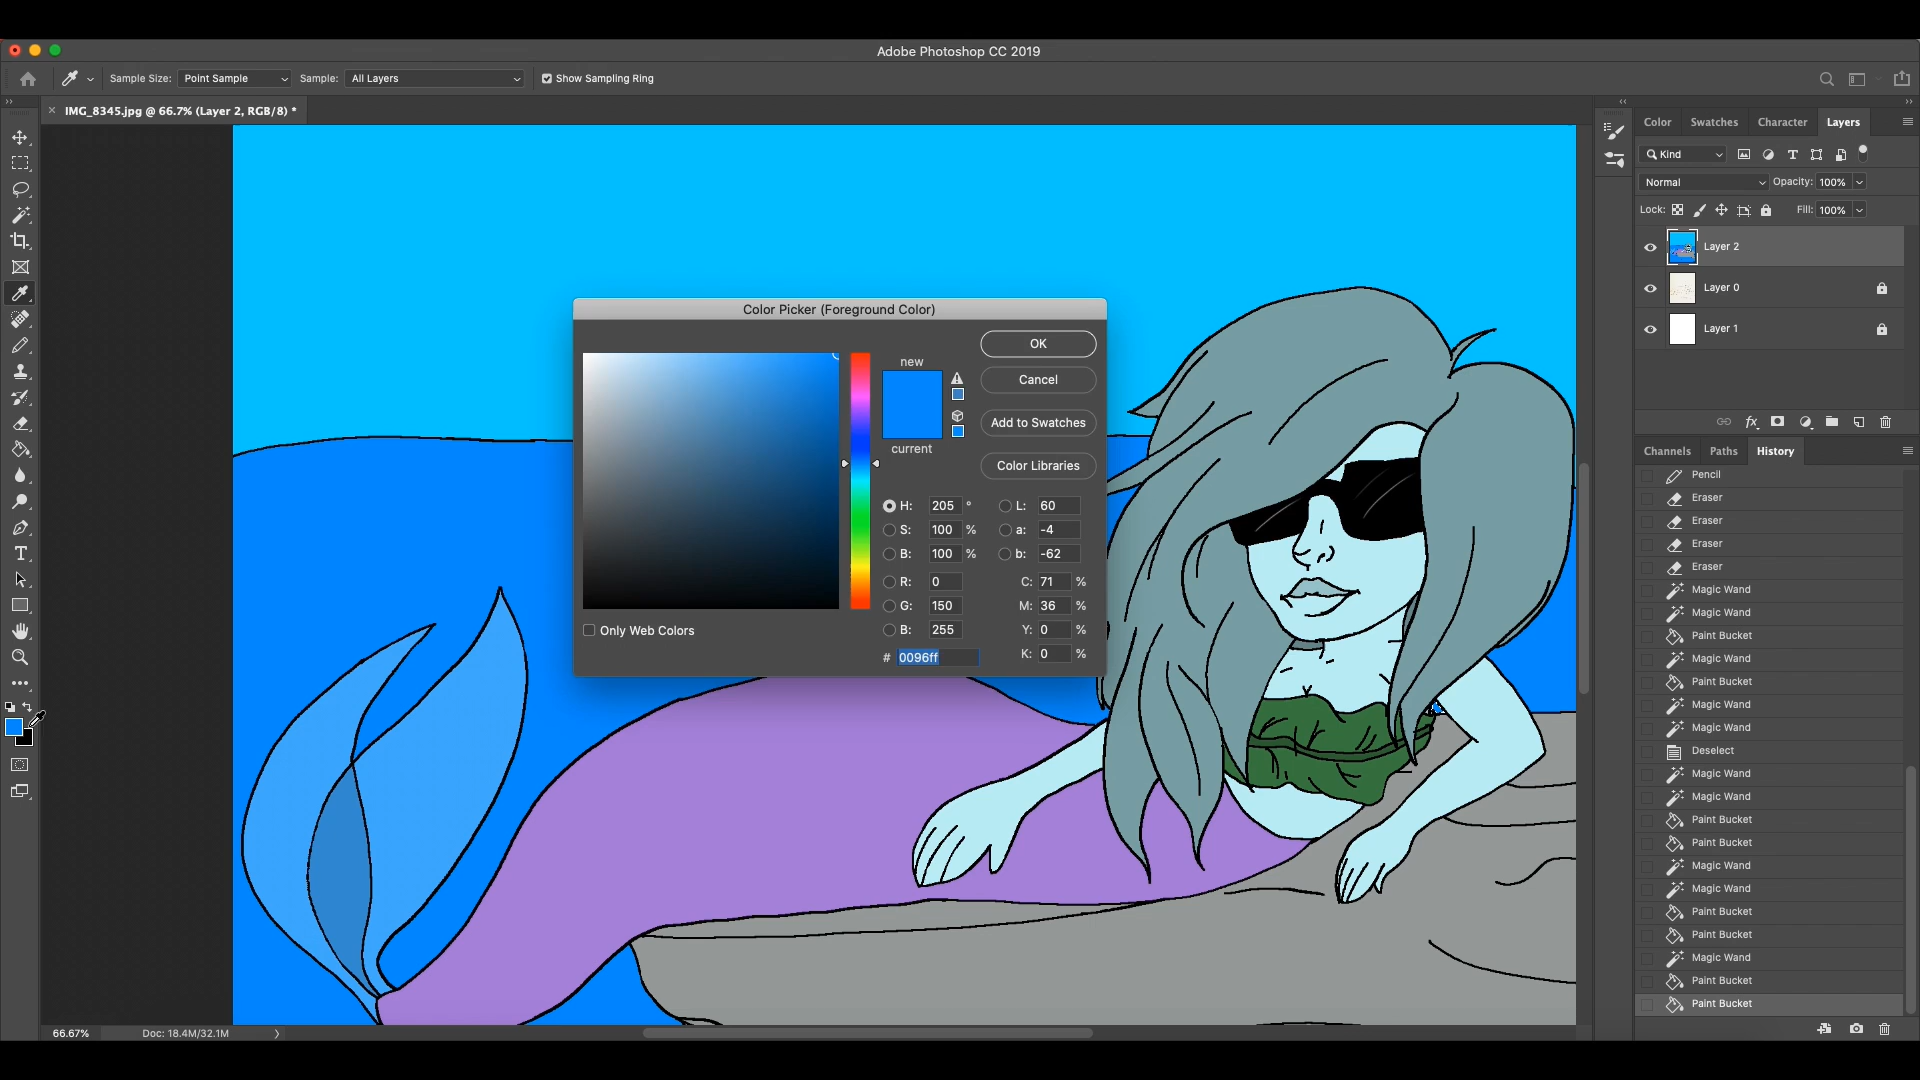 Adobe Photoshop CC 2019
Sample Size: Point Sample Sample: All Layers Show Sampling Ring
IMG_8345.jpg @ 66.7% (Layer 2, RGB/8) *
Color Swatches Character Layers
Kind
Normal Opacity: 100%
Lock: Fill: 100%
Layer 2
Layer 0
Layer 1
Color Picker (Foreground Color)
new
current
OK
Cancel
Add to Swatches
Color Libraries
H: 205 ° L: 60
S: 100 % a: -4
B: 100 % b: -62
R: 0 C: 71 %
G: 150 M: 36 %
B: 255 Y: 0 %
# 0096ff K: 0 %
Only Web Colors
Channels Paths History
Pencil
Eraser
Eraser
Eraser
Eraser
Magic Wand
Magic Wand
Paint Bucket
Magic Wand
Paint Bucket
Magic Wand
Magic Wand
Deselect
Magic Wand
Magic Wand
Paint Bucket
Paint Bucket
Magic Wand
Magic Wand
Paint Bucket
Paint Bucket
Magic Wand
Paint Bucket
Paint Bucket
66.67% Doc: 18.4M/32.1M